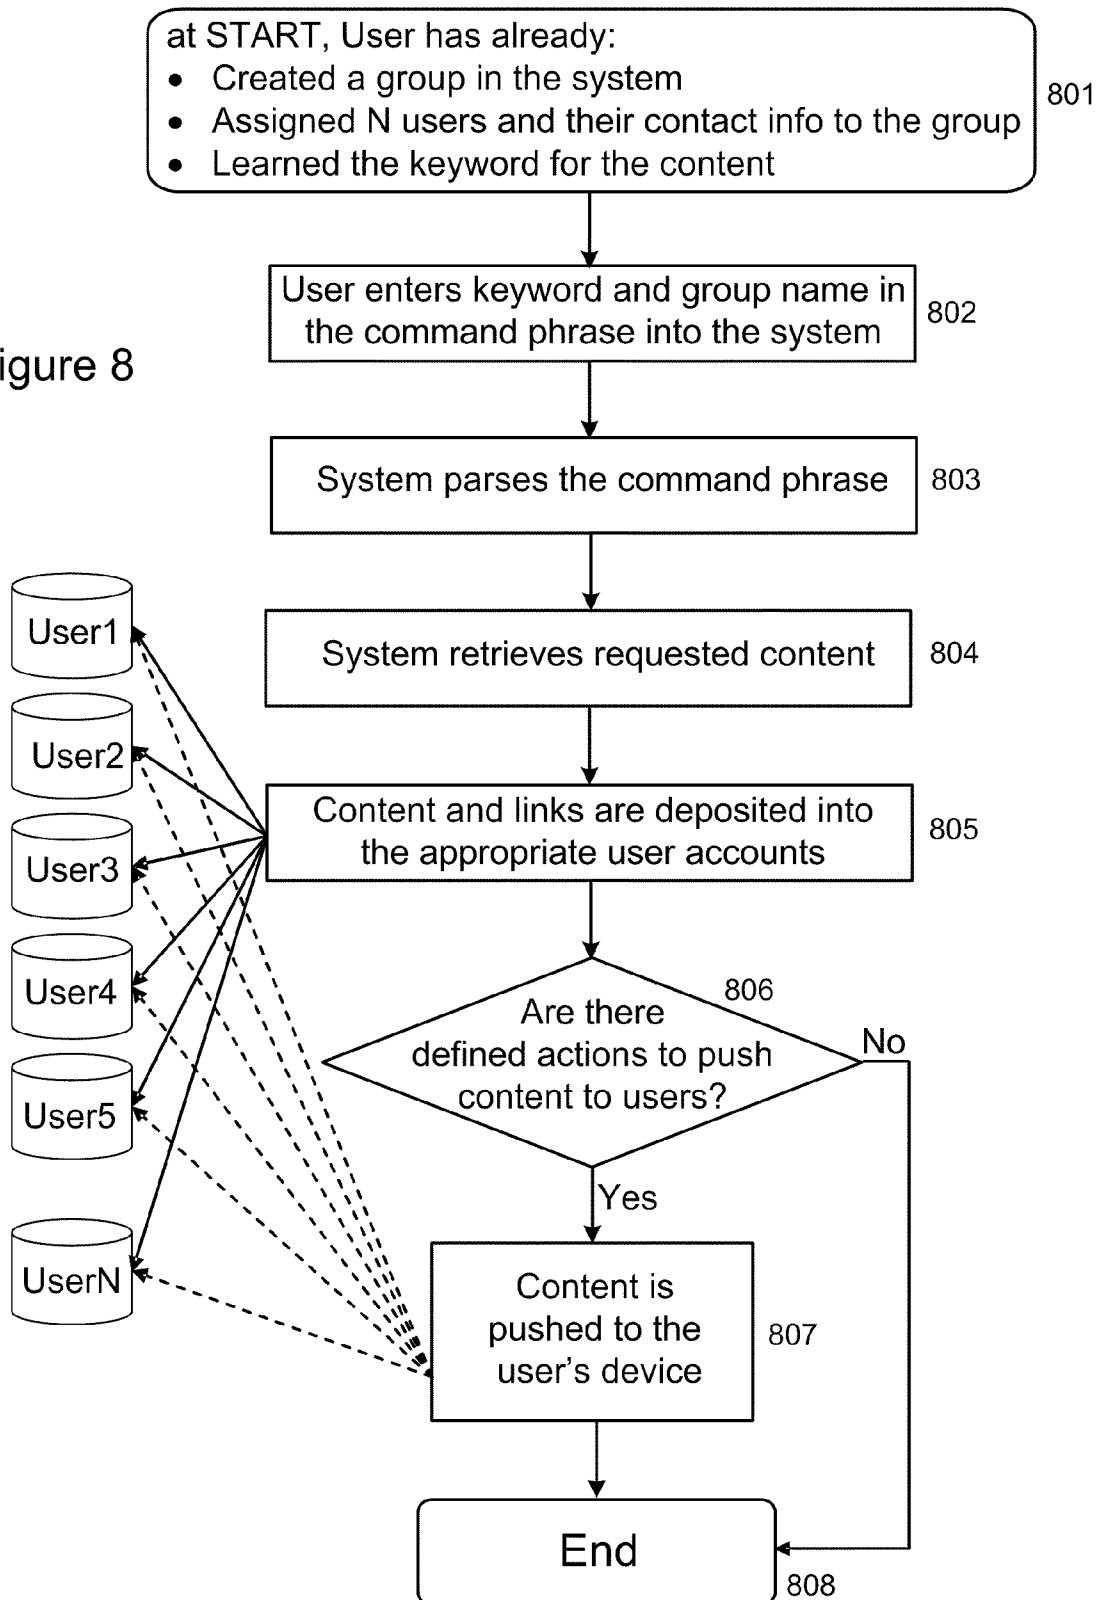 at START, User has already:
• Created a group in the system
• Assigned N users and their contact info to the group
• Learned the keyword for the content
801
User enters keyword and group name in
the command phrase into the system
802
igure 8
System parses the command phrase
803
User1
System retrieves requested content
804
User2
Content and links are deposited into
the appropriate user accounts
805
User3
User4
806
Are there
defined actions to push
content to users?
No
User5
Yes
UserN
Content is
pushed to the
user's device
807
End
808